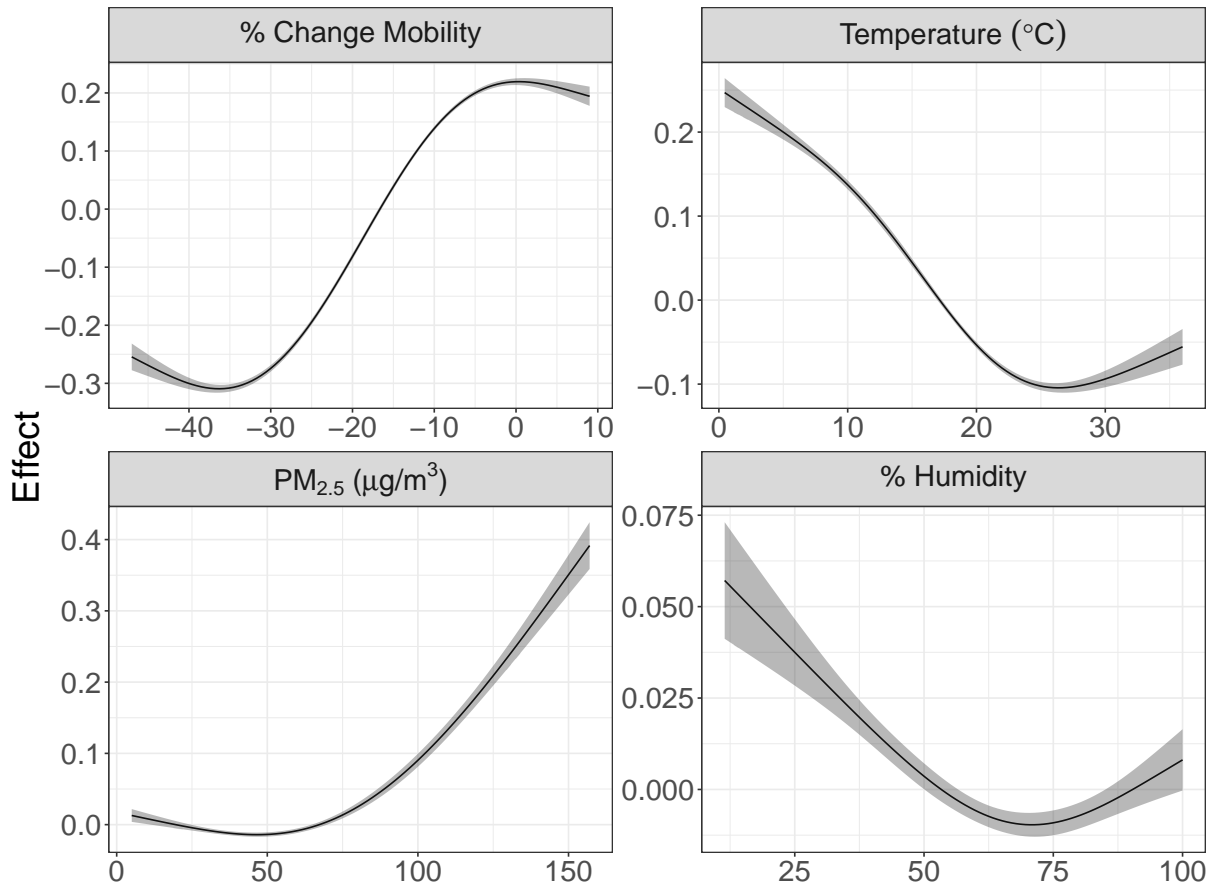 % Change Mobility
Temperature (°C)
0.2
0.1
0.0
−0.1
−0.2
−0.3
0.2
0.1
0.0
−0.1
−40 −30 −20 −10 0 10
0 10 20 30
Effect
PM2.5 (μg/m³)
% Humidity
0.4
0.3
0.2
0.1
0.0
0.075
0.050
0.025
0.000
0 50 100 150
25 50 75 100